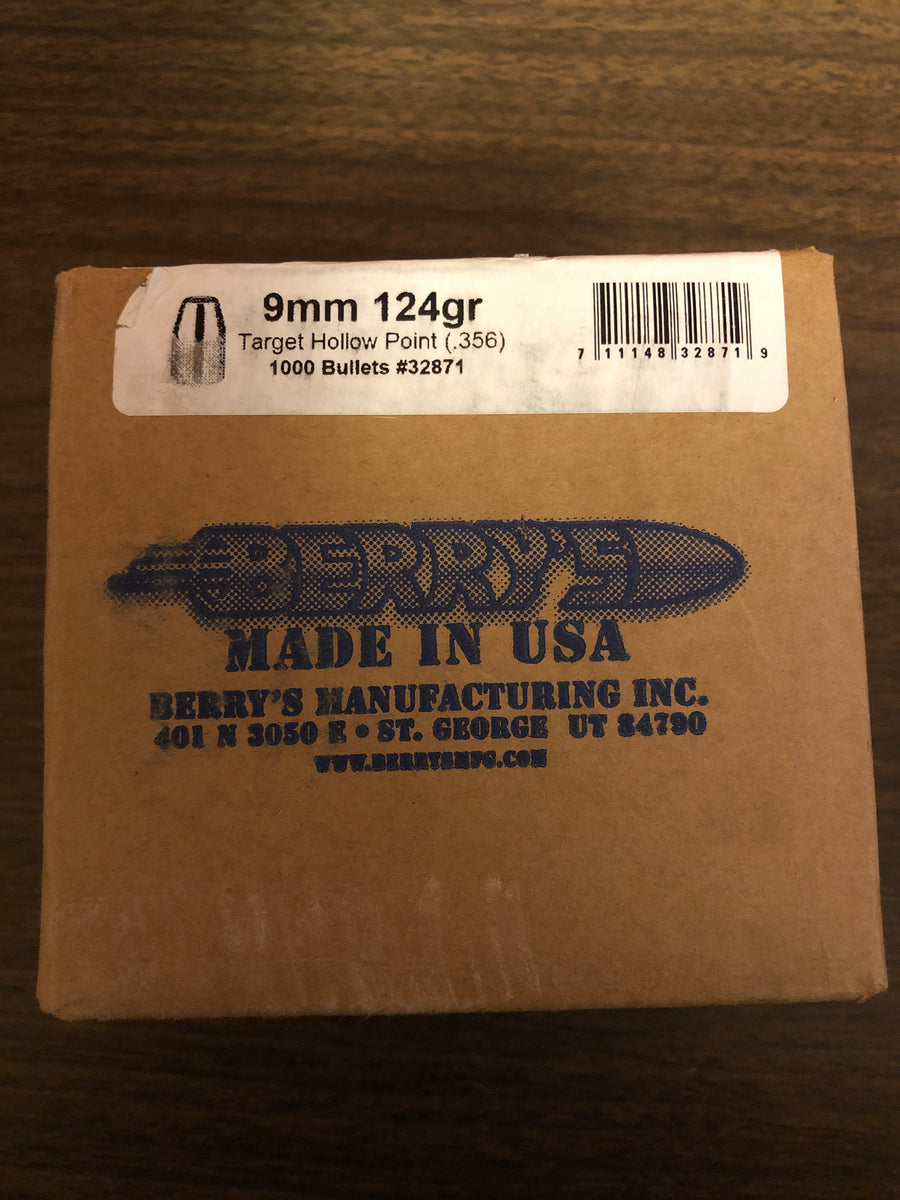 9mm 124gr
Target Hollow Point (.356)
1000 Bullets #32871
7 11148 32871 9
BERRY'S
MADE IN USA
BERRY'S MANUFACTURING INC.
401 N 3050 E • ST. GEORGE UT 84790
WWW.BERRYSMFG.COM